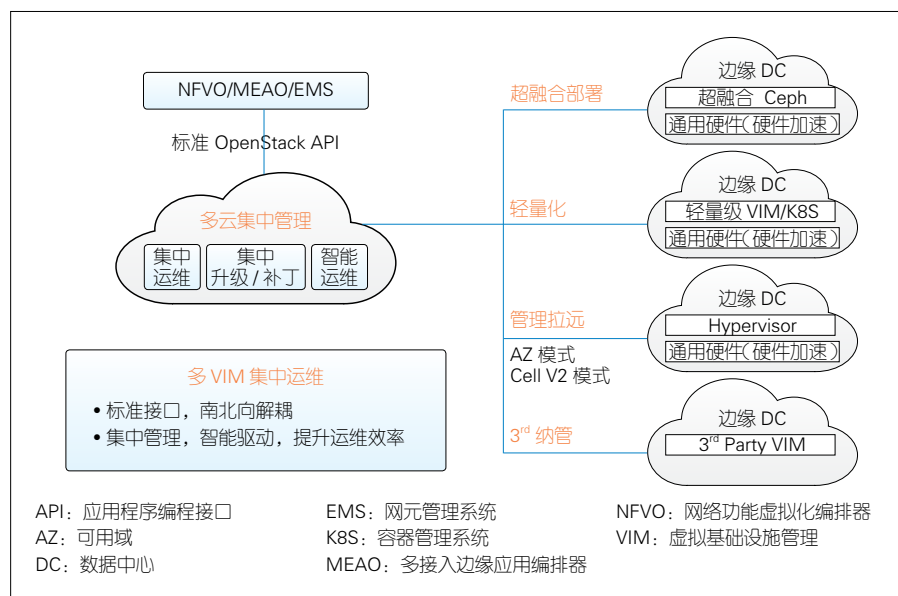 NFVO/MEAO/EMS
标准 OpenStack API
多云集中管理
集中
运维
集中
升级/补丁
智能
运维
多 VIM 集中运维
• 标准接口，南北向解耦
• 集中管理，智能驱动，提升运维效率
超融合部署
轻量化
管理拉远
AZ 模式
Cell V2 模式
3rd 纳管
边缘 DC
超融合 Ceph
通用硬件(硬件加速)
边缘 DC
轻量级 VIM/K8S
通用硬件(硬件加速)
边缘 DC
Hypervisor
通用硬件(硬件加速)
边缘 DC
3rd Party VIM
API：应用程序编程接口
AZ：可用域
DC：数据中心
EMS：网元管理系统
K8S：容器管理系统
MEAO：多接入边缘应用编排器
NFVO：网络功能虚拟化编排器
VIM：虚拟基础设施管理